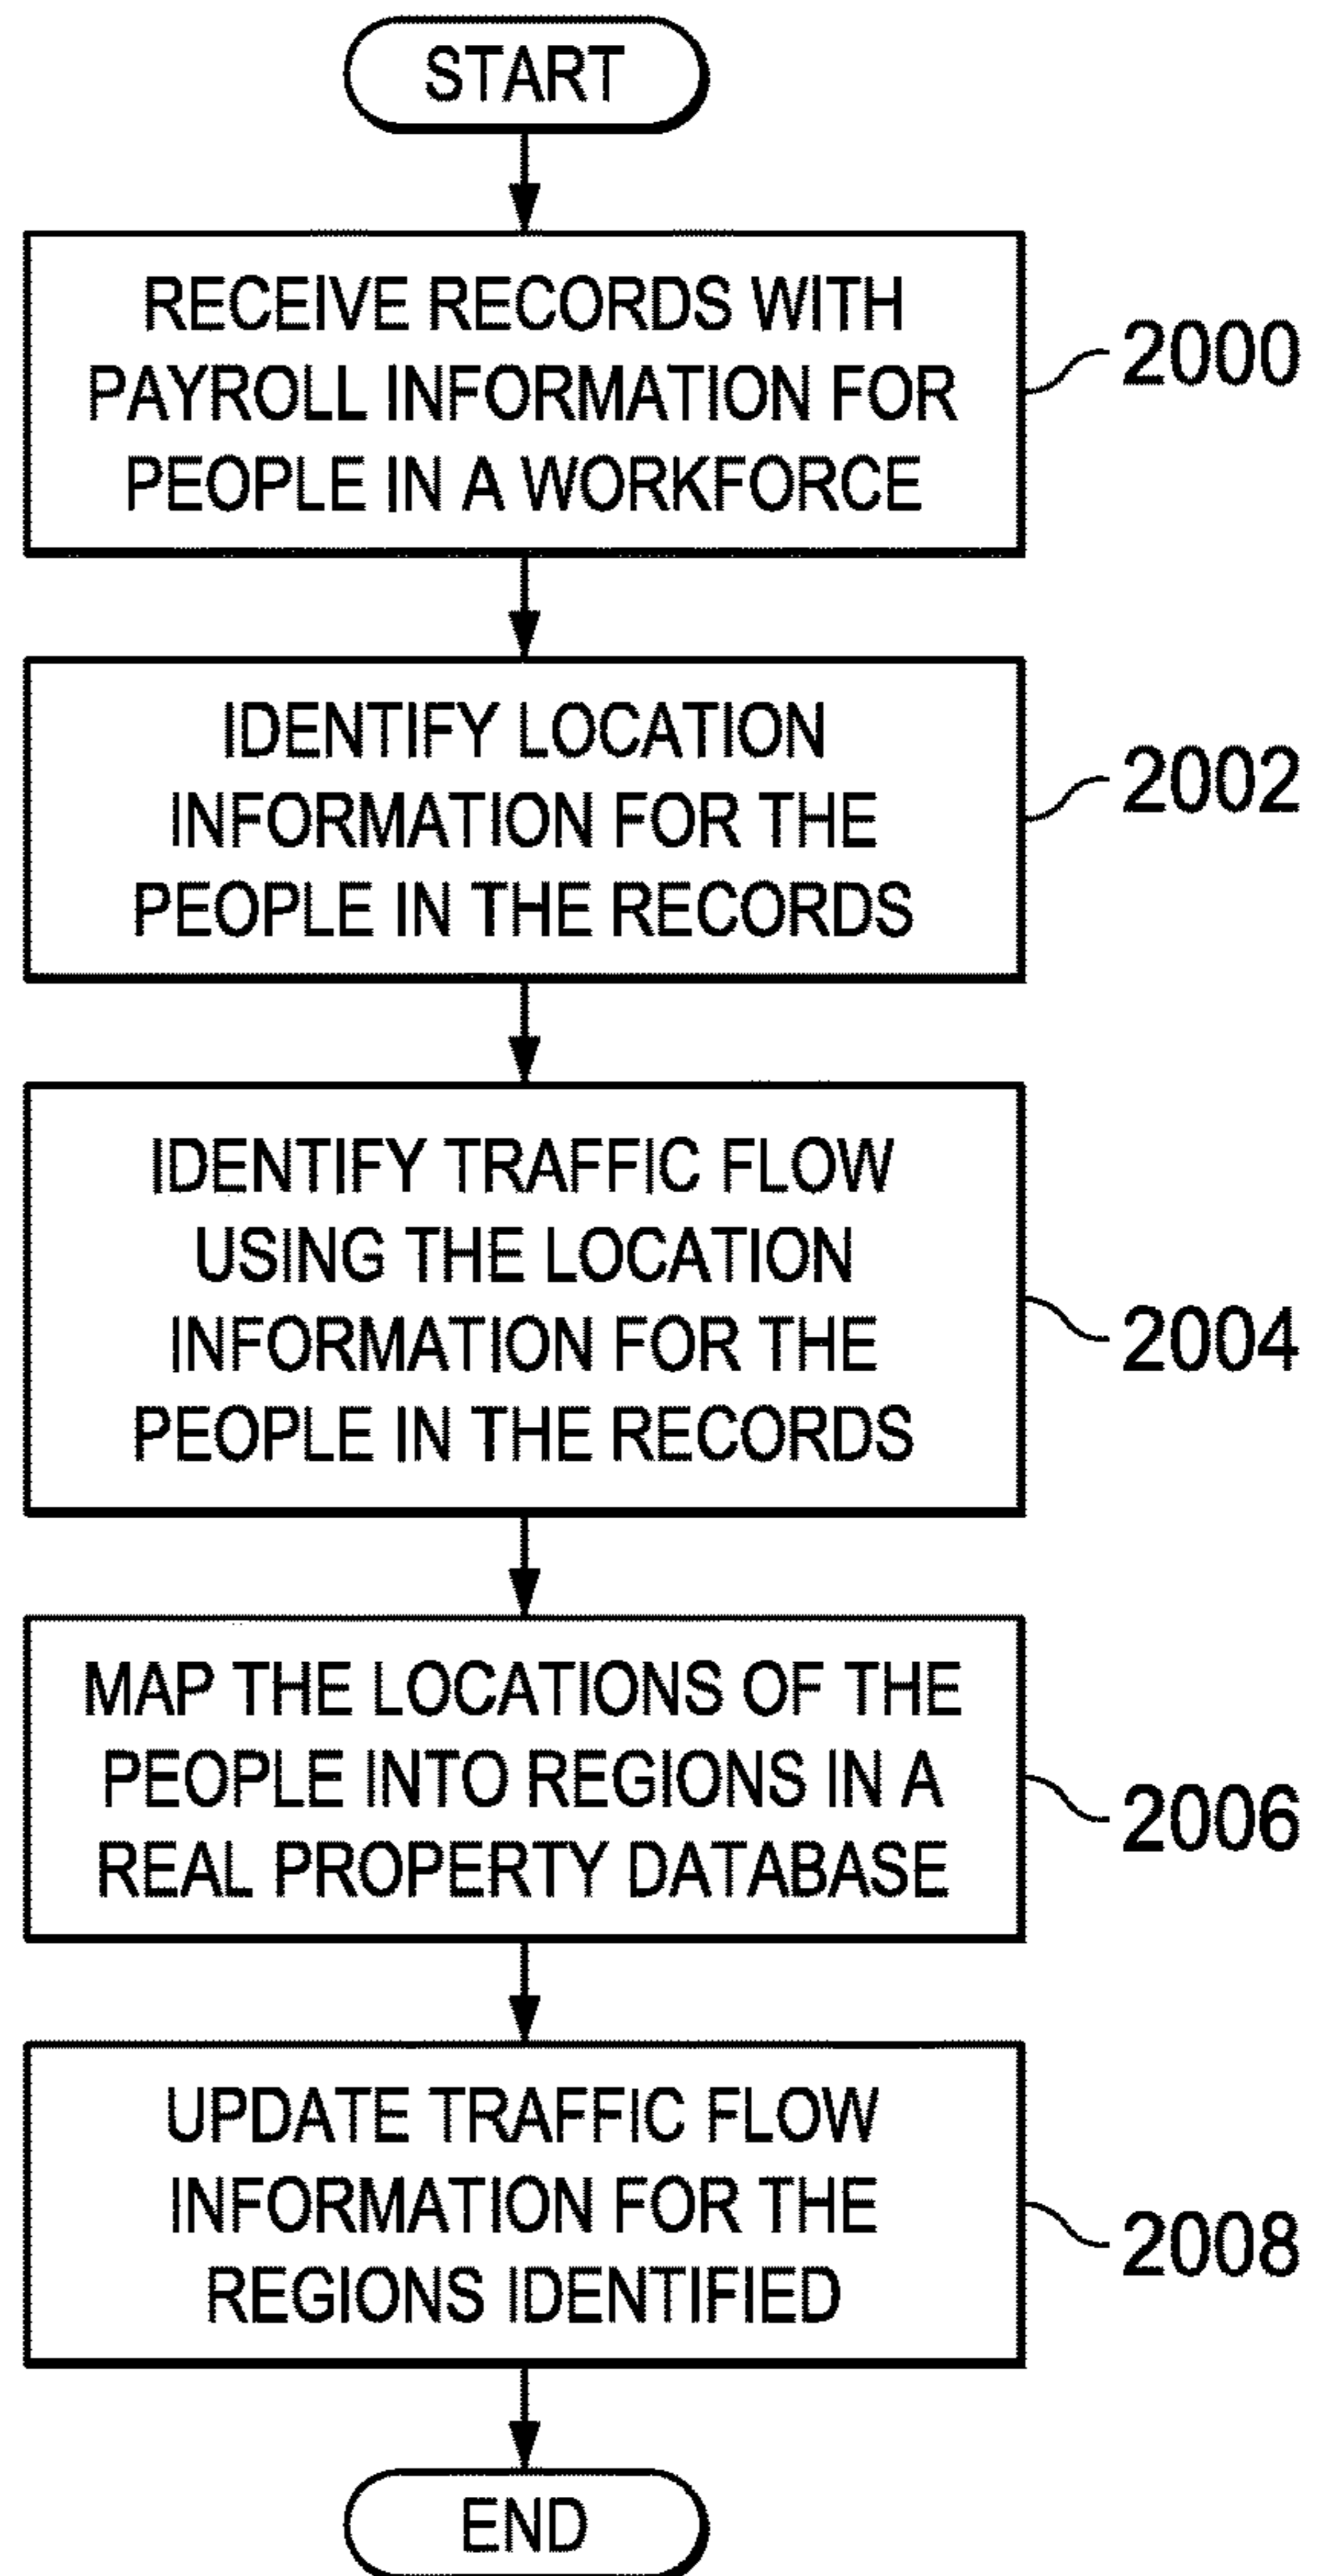 START
RECEIVE RECORDS WITH
PAYROLL INFORMATION FOR
PEOPLE IN A WORKFORCE
2000
IDENTIFY LOCATION
INFORMATION FOR THE
PEOPLE IN THE RECORDS
2002
IDENTIFY TRAFFIC FLOW
USING THE LOCATION
INFORMATION FOR THE
PEOPLE IN THE RECORDS
2004
MAP THE LOCATIONS OF THE
PEOPLE INTO REGIONS IN A
REAL PROPERTY DATABASE
2006
UPDATE TRAFFIC FLOW
INFORMATION FOR THE
REGIONS IDENTIFIED
2008
END